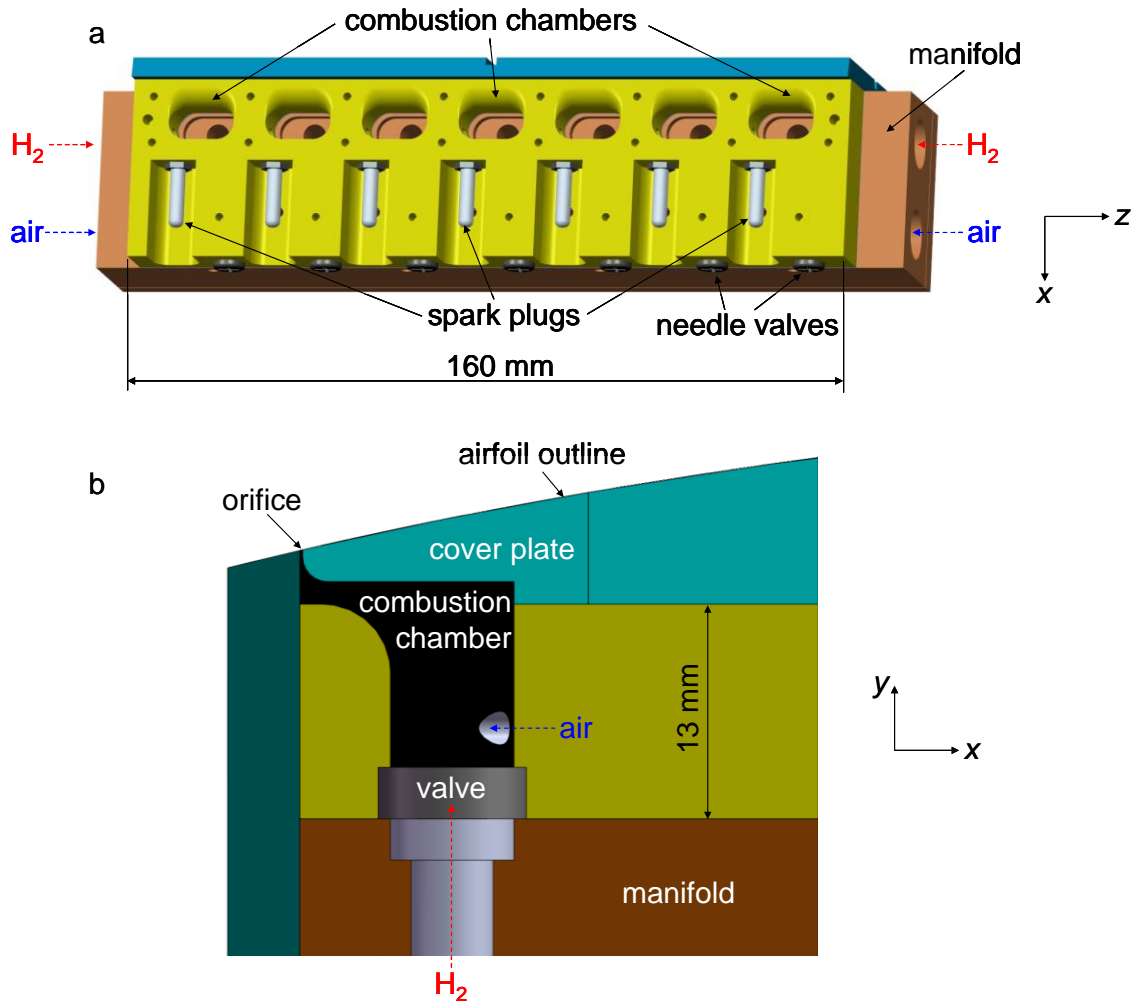 a
combustion chambers
manifold
H2
H2
air
air
z
x
spark plugs
needle valves
160 mm
b
airfoil outline
orifice
cover plate
combustion
chamber
13 mm
y
x
air
valve
manifold
H2